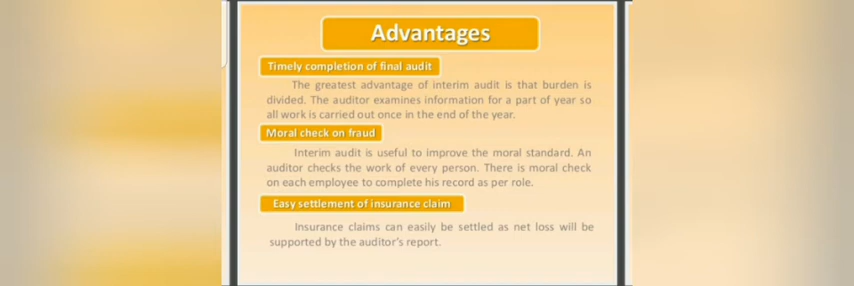 Advantages
Timely completion of final audit
The greatest advantage of interim audit is that burden is
divided. The auditor examines information for a part of year so
all work is carried out once in the end of the year.
Moral check on fraud
Interim audit is useful to improve the moral standard. An
auditor checks the work of every person. There is moral check
on each employee to complete his record as per role.
Easy settlement of insurance claim
Insurance claims can easily be settled as net loss will be
supported by the auditor's report.